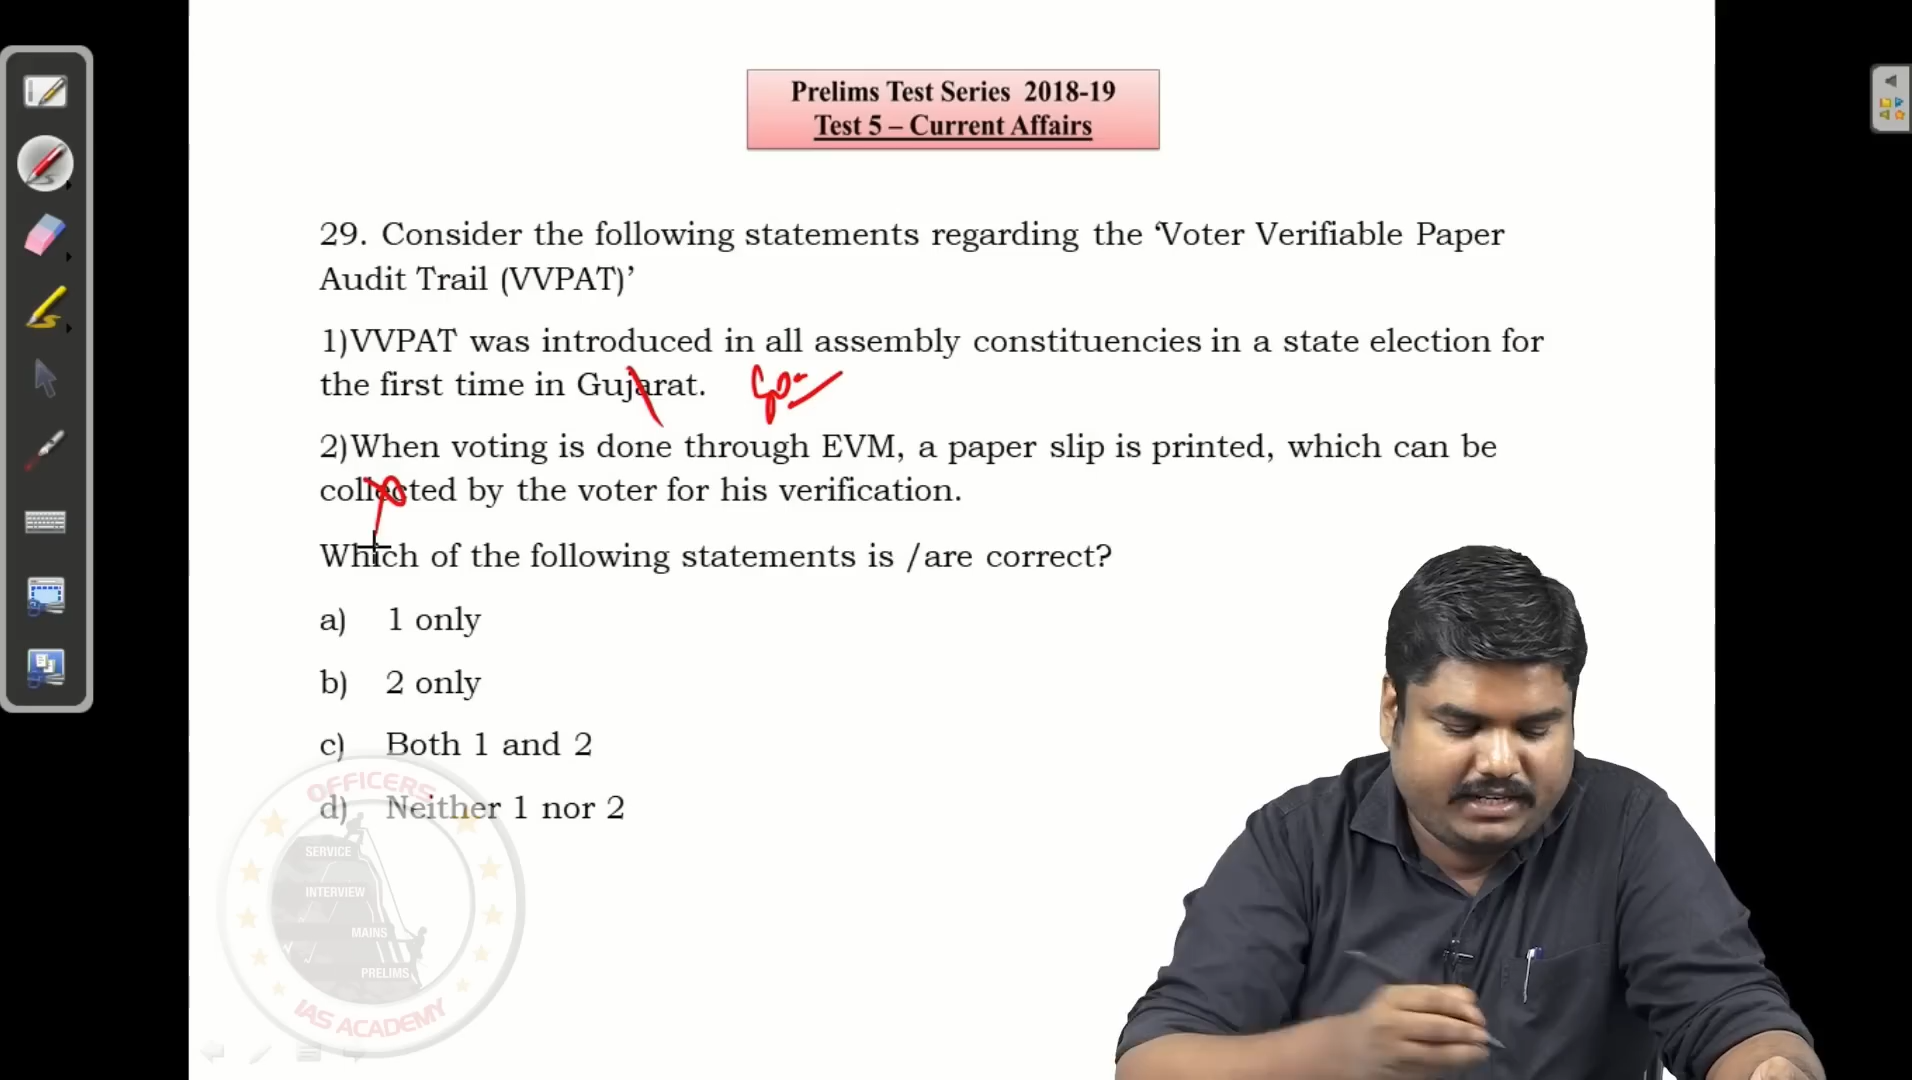 Prelims Test Series 2018-19
Test 5 – Current Affairs
29. Consider the following statements regarding the ‘Voter Verifiable Paper
Audit Trail (VVPAT)’
1)VVPAT was introduced in all assembly constituencies in a state election for
the first time in Gujarat.
2)When voting is done through EVM, a paper slip is printed, which can be
collected by the voter for his verification.
Which of the following statements is /are correct?
a) 1 only
b) 2 only
c) Both 1 and 2
d) Neither 1 nor 2
OFFICERS
SERVICE
INTERVIEW
MAINS
PRELIMS
IAS ACADEMY